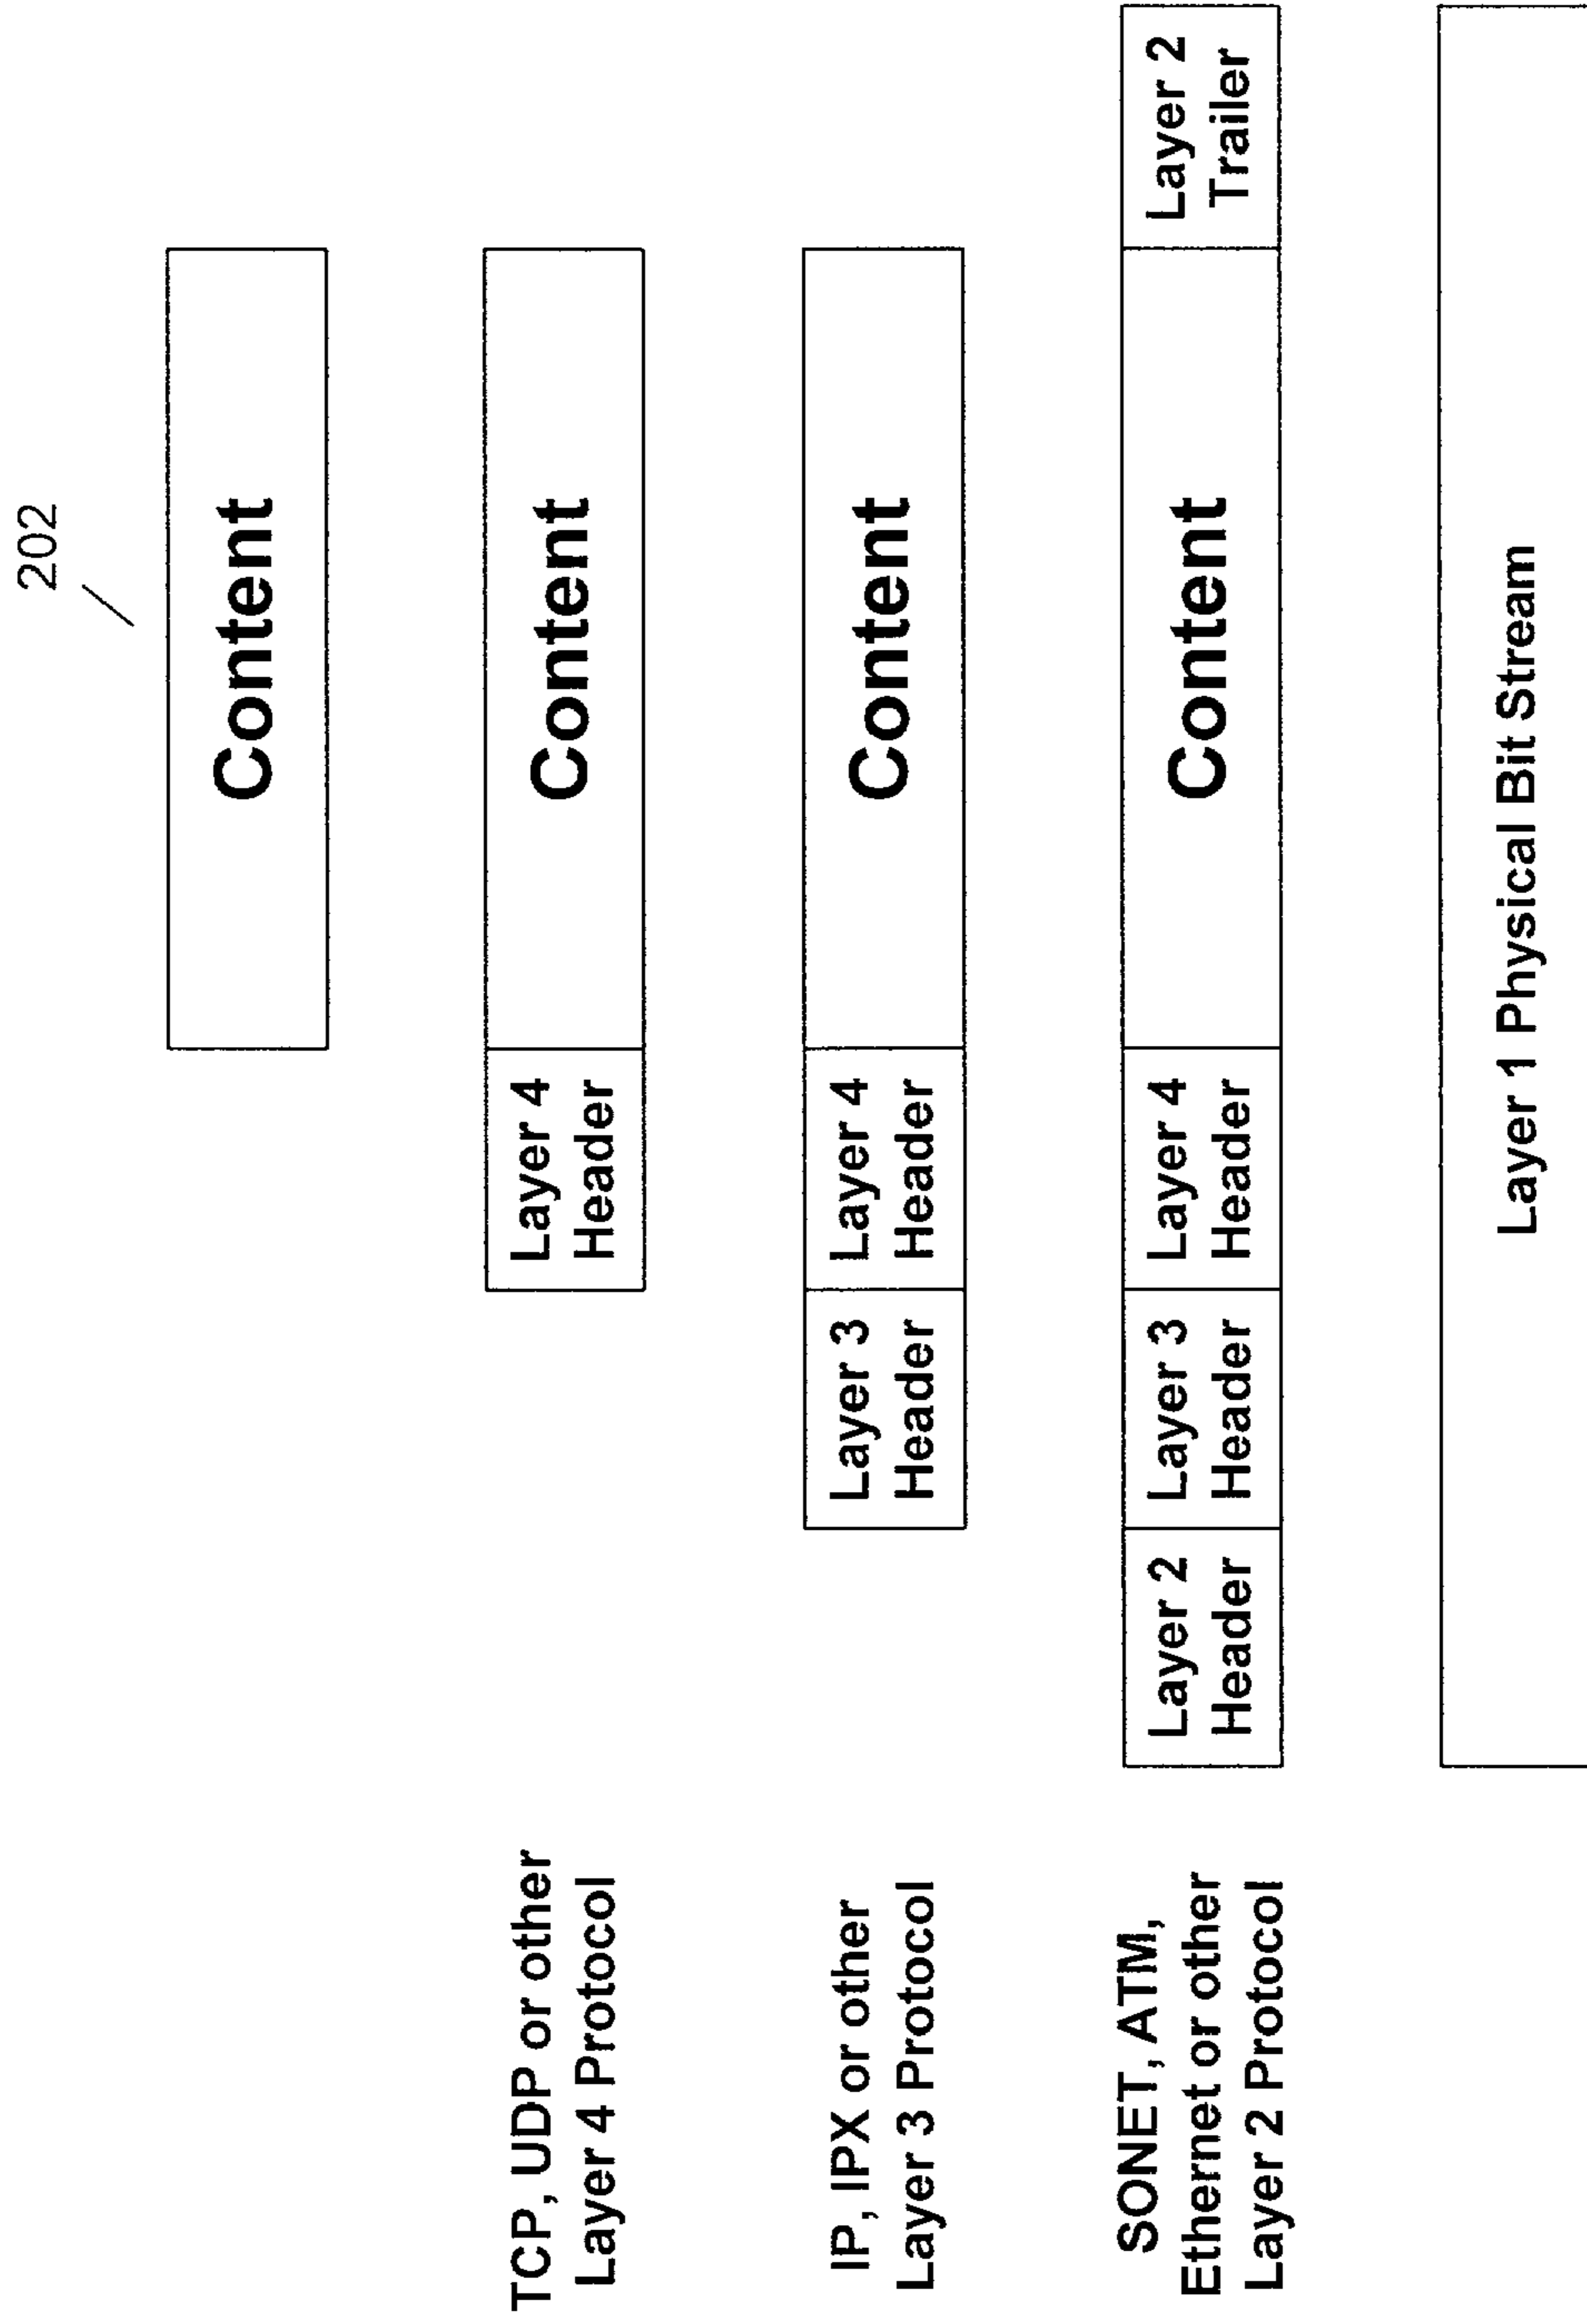 202
Content
TCP, UDP or other
Layer 4 Protocol
Layer 4
Header
Content
IP, IPX or other
Layer 3 Protocol
Layer 3
Header
Layer 4
Header
Content
SONET, ATM,
Ethernet or other
Layer 2 Protocol
Layer 2
Header
Layer 3
Header
Layer 4
Header
Content
Layer 2
Trailer
Layer 1 Physical Bit Stream